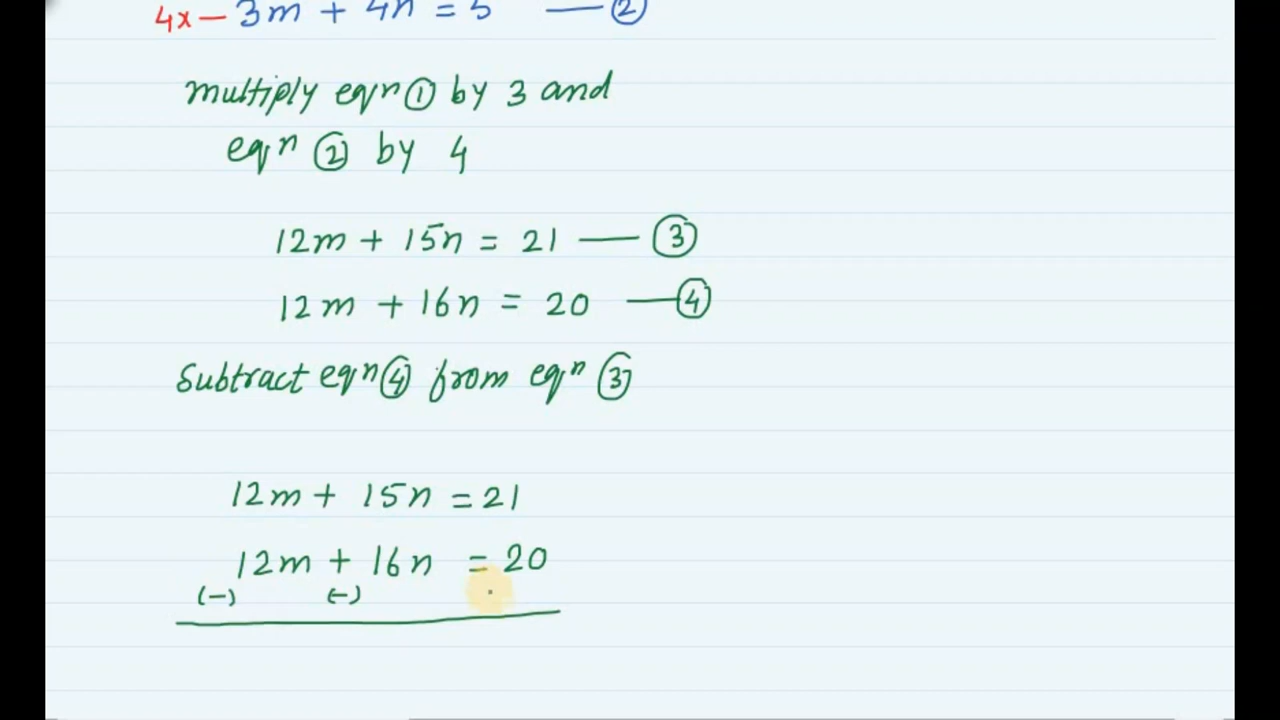 4x — 3m + 4n = 5 — ②
multiply eqn ① by 3 and
eqn ② by 4
12m + 15n = 21 — ③
12m + 16n = 20 — ④
Subtract eqn ④ from eqn ③
12m + 15n = 21
12m + 16n = 20
(-) (-)